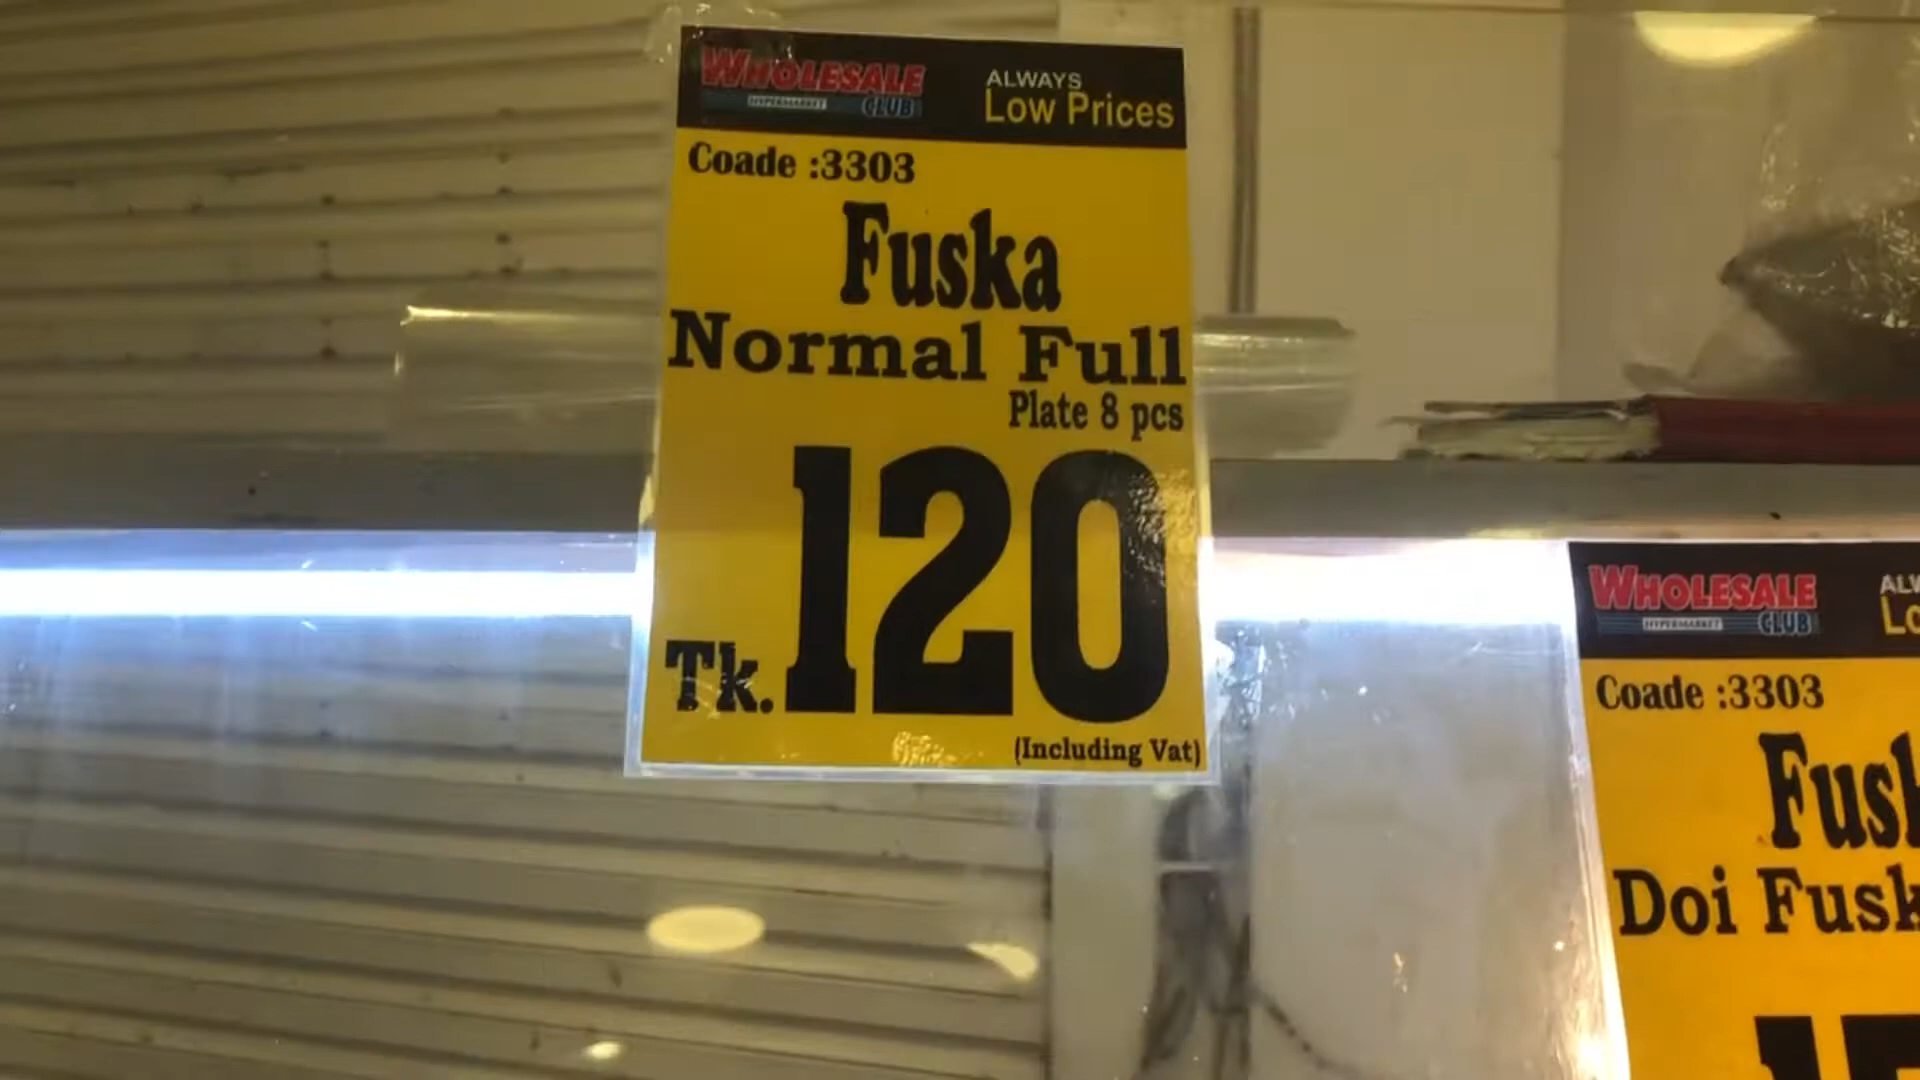 WHOLESALE
HYPERMARKET CLUB
ALWAYS
Low Prices
Coade :3303
Fuska
Normal Full
Plate 8 pcs
Tk.120
(Including Vat)
WHOLESALE
HYPERMARKET CLUB
Coade :3303
Doi